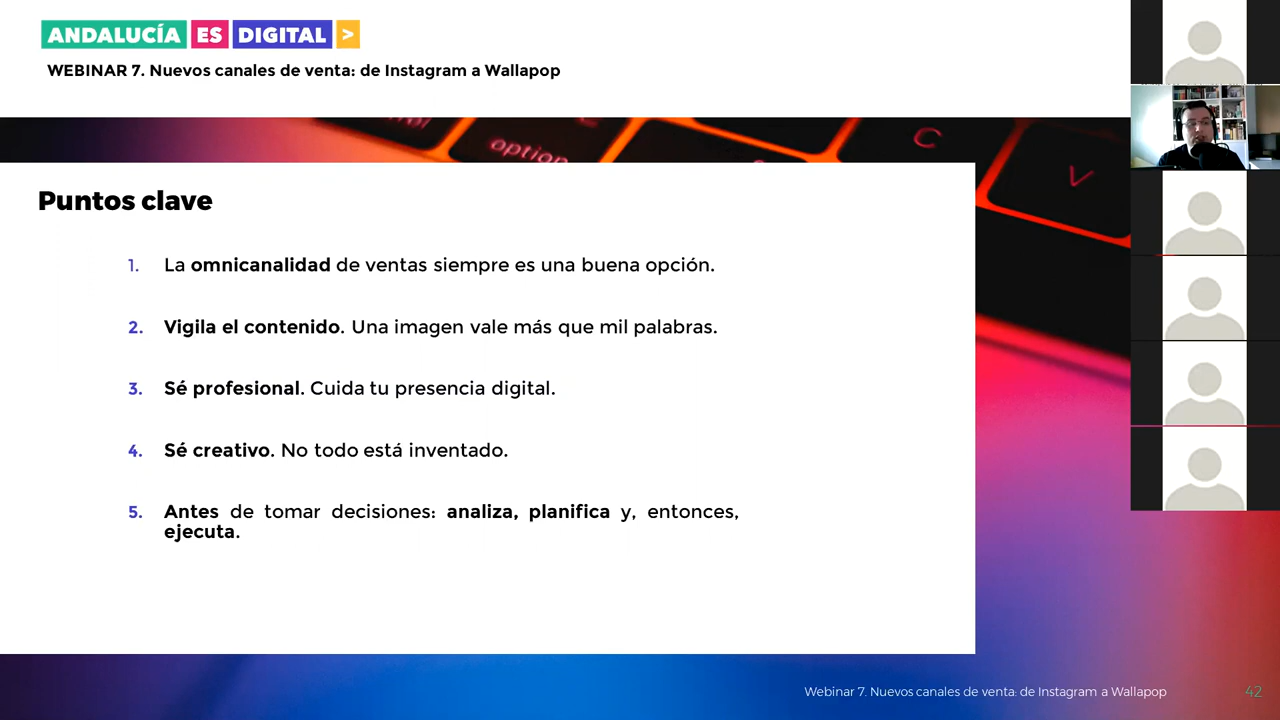 ANDALUCÍA ES DIGITAL >
WEBINAR 7. Nuevos canales de venta: de Instagram a Wallapop
option
C
V
Puntos clave
1. La omnicanalidad de ventas siempre es una buena opción.
2. Vigila el contenido. Una imagen vale más que mil palabras.
3. Sé profesional. Cuida tu presencia digital.
4. Sé creativo. No todo está inventado.
5. Antes de tomar decisiones: analiza, planifica y, entonces,
ejecuta.
Webinar 7. Nuevos canales de venta: de Instagram a Wallapop
42